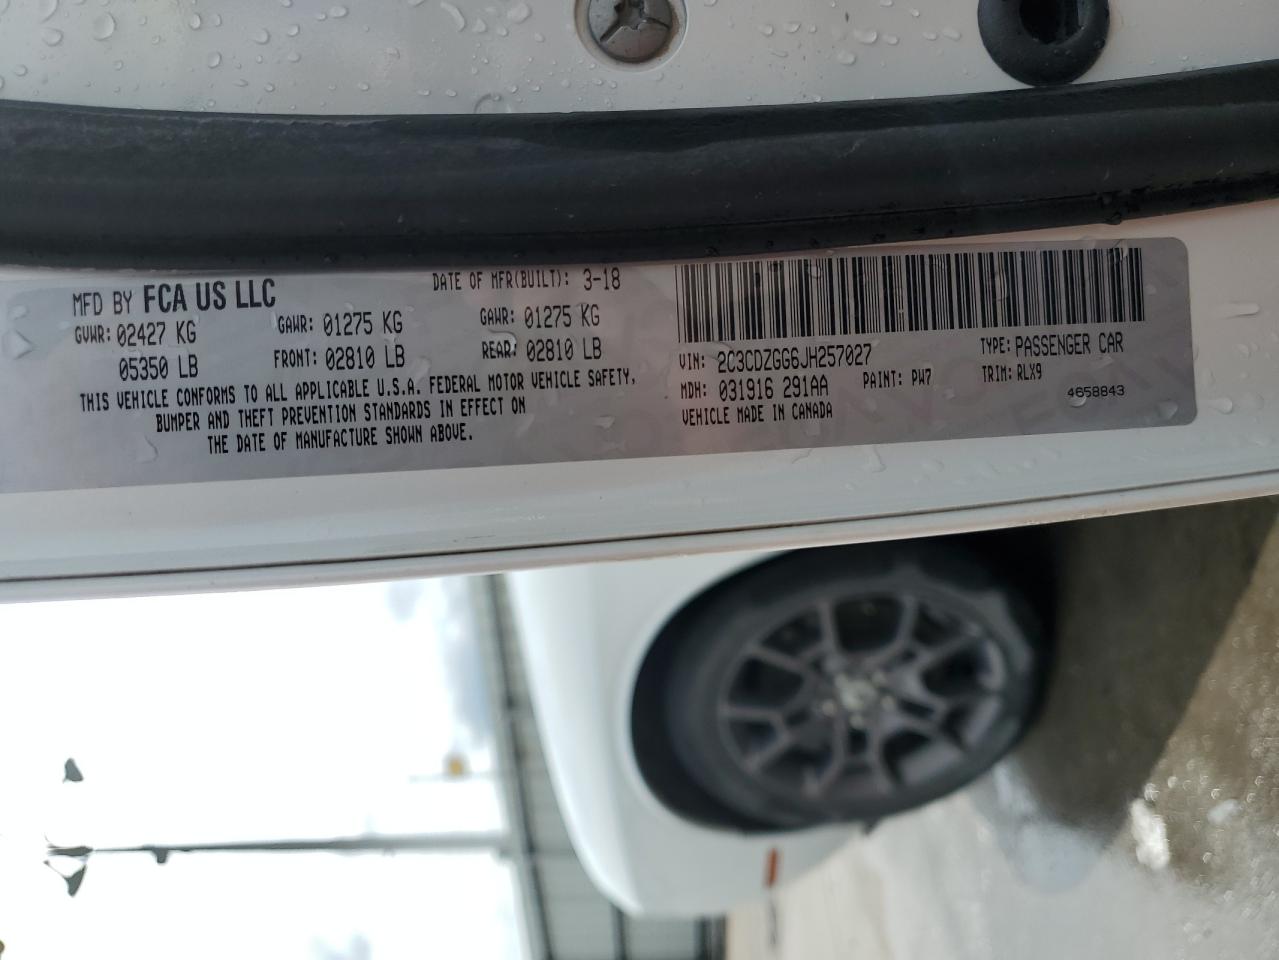 MFD BY FCA US LLC DATE OF MFR(BUILT): 3-18
GVWR: 02427 KG GAWR: 01275 KG GAWR: 01275 KG
05350 LB FRONT: 02810 LB REAR: 02810 LB
THIS VEHICLE CONFORMS TO ALL APPLICABLE U.S.A. FEDERAL MOTOR VEHICLE SAFETY,
BUMPER AND THEFT PREVENTION STANDARDS IN EFFECT ON
THE DATE OF MANUFACTURE SHOWN ABOVE.
VIN: 2C3CDZGG6JH257027 TYPE: PASSENGER CAR
MDH: 031916 291AA PAINT: PW7 TRIM: RLX9
VEHICLE MADE IN CANADA 4658843